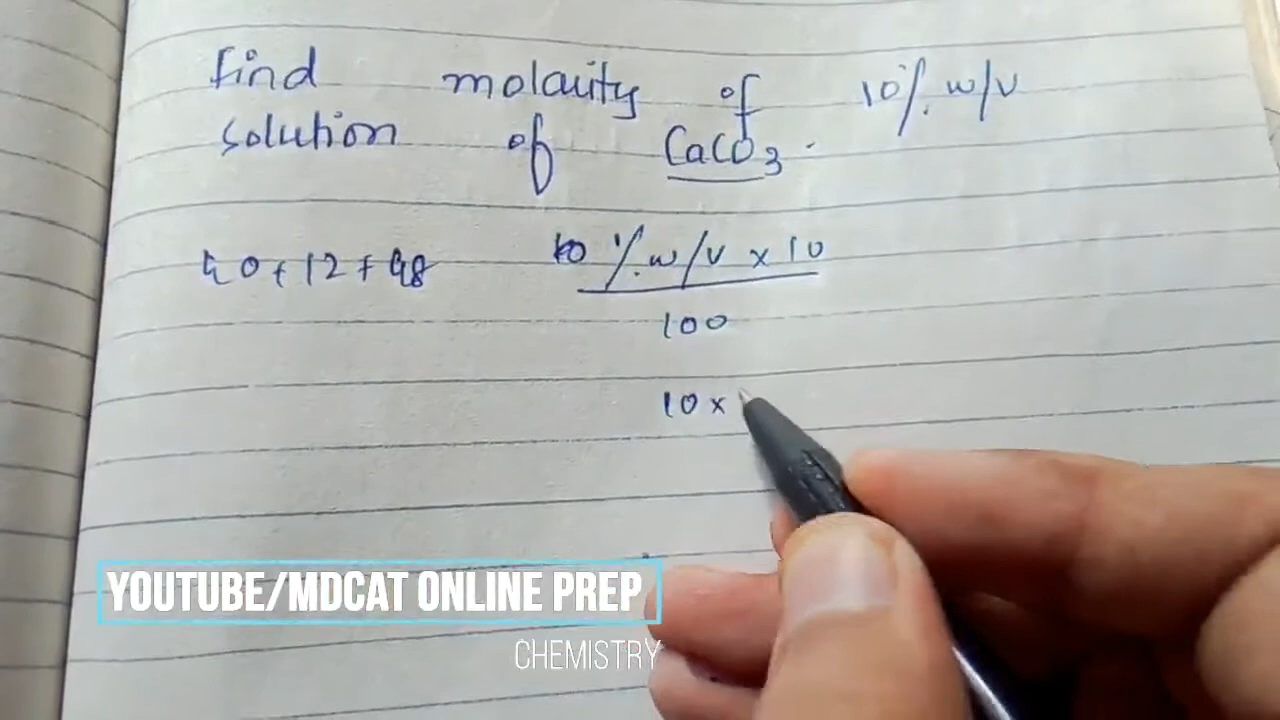 find molarity of 10% w/v
solution of CaCO3.
40+12+48 10 % w/v x 10
100
10 x
YOUTUBE/MDCAT ONLINE PREP
CHEMISTRY